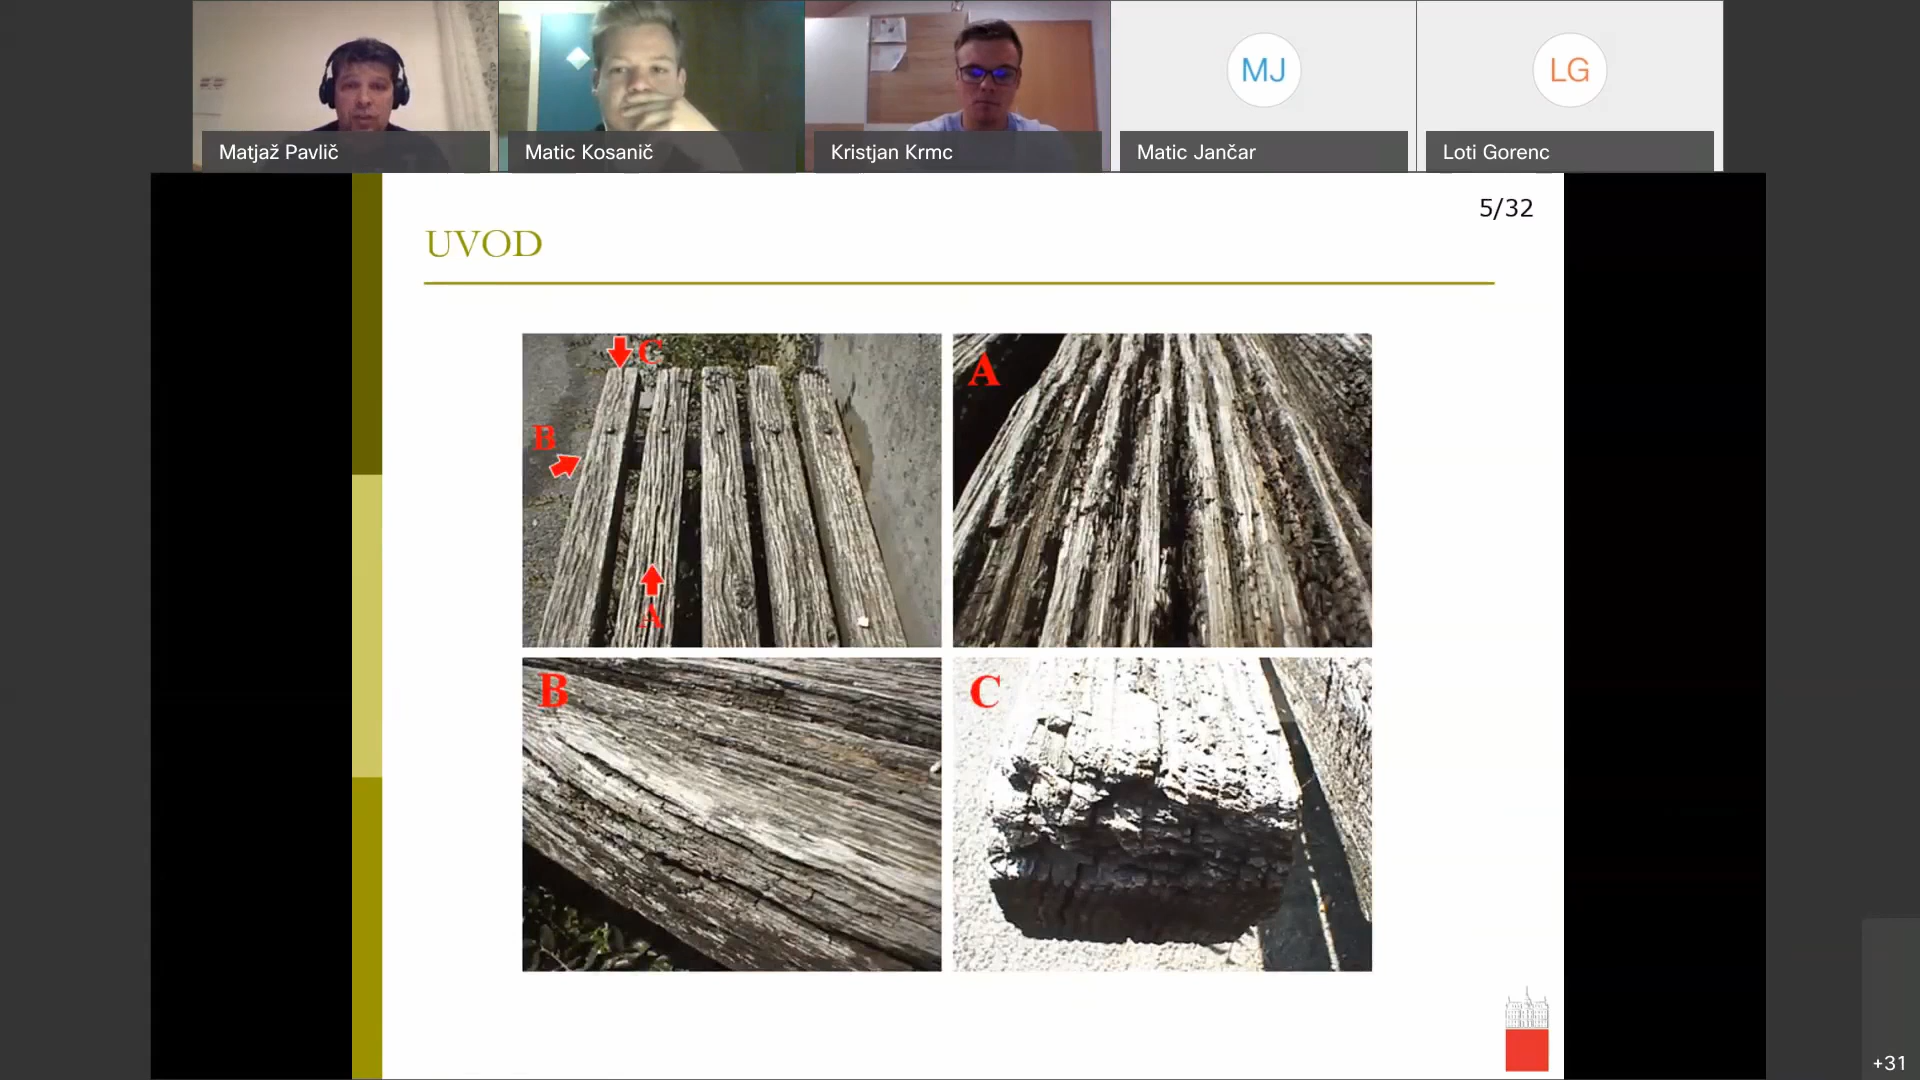 MJ
LG
Matjaž Pavlič
Matic Kosanič
Kristjan Krmc
Matic Jančar
Loti Gorenc
5/32
UVOD
C
B
A
A
B
C
+31